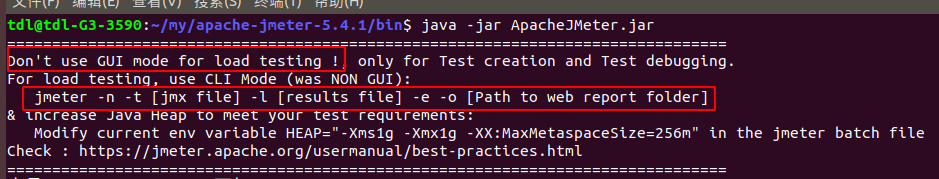 文件(F) 编辑(E) 查看(V) 搜索(S) 终端(T) 帮助(H)
tdl@tdl-G3-3590:~/my/apache-jmeter-5.4.1/bin$ java -jar ApacheJMeter.jar
================================================================================
Don't use GUI mode for load testing !, only for Test creation and Test debugging.
For load testing, use CLI Mode (was NON GUI):
   jmeter -n -t [jmx file] -l [results file] -e -o [Path to web report folder]
& increase Java Heap to meet your test requirements:
   Modify current env variable HEAP="-Xms1g -Xmx1g -XX:MaxMetaspaceSize=256m" in the jmeter batch file
Check : https://jmeter.apache.org/usermanual/best-practices.html
================================================================================